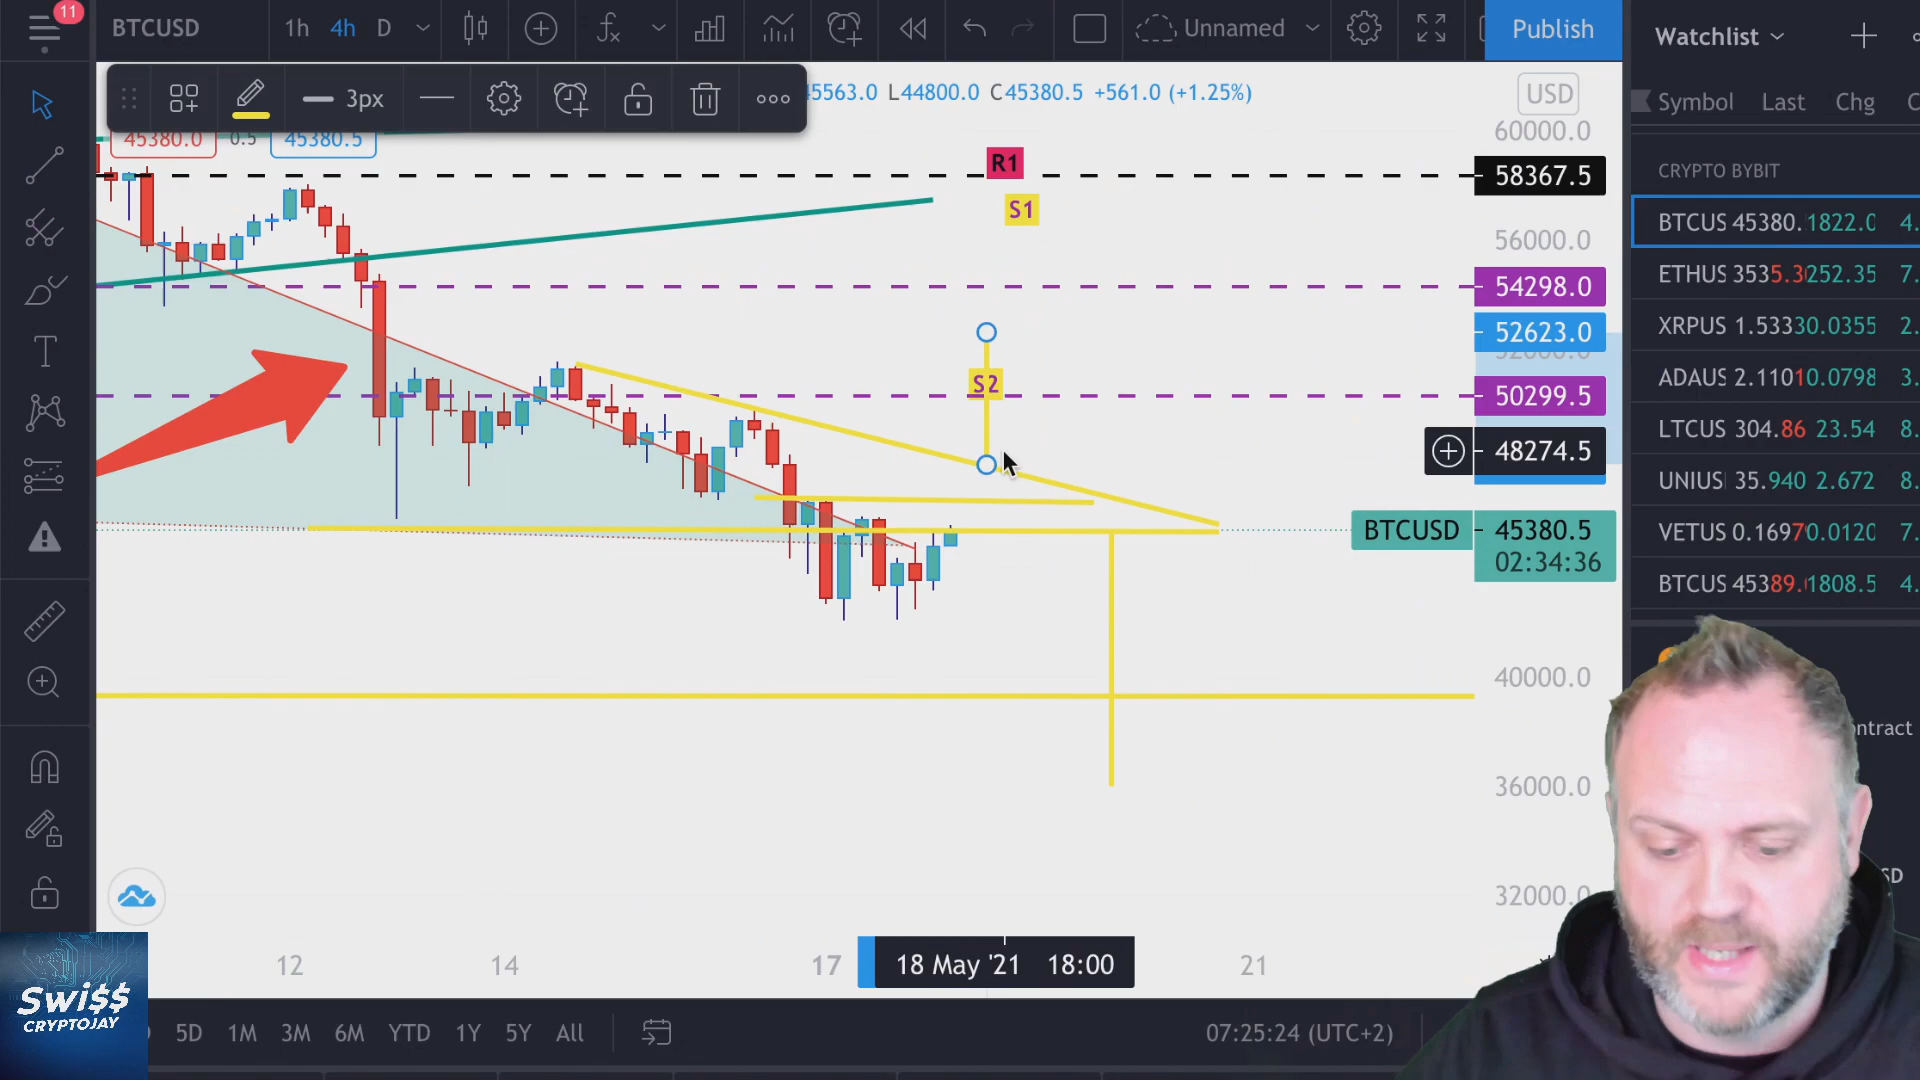 11
BTCUSD
1h 4h D
Unnamed
Publish
Watchlist
3px
45563.0 L44800.0 C45380.5 +561.0 (+1.25%)
USD
Symbol Last Chg
45380.0 0.5 45380.5
60000.0
R1
58367.5
S1
56000.0
54298.0
52623.0
52000.0
S2
50299.5
48274.5
BTCUSD 45380.5
02:34:36
40000.0
36000.0
32000.0
CRYPTO BYBIT
BTCUS 45380. 1822.0 4.
ETHUS 3535.3 252.35 7.
XRPUS 1.5333 0.0355 2.
ADAUS 2.1101 0.0798 3.
LTCUS 304.86 23.54 8.
UNIUS 35.940 2.672 8.
VETUS 0.1697 0.0120 7.
BTCUS 45389. 1808.5 4.
ntract
SD
12 14 17 18 May '21 18:00 21
Swi$$
CRYPTOJAY
5D 1M 3M 6M YTD 1Y 5Y All
07:25:24 (UTC+2)